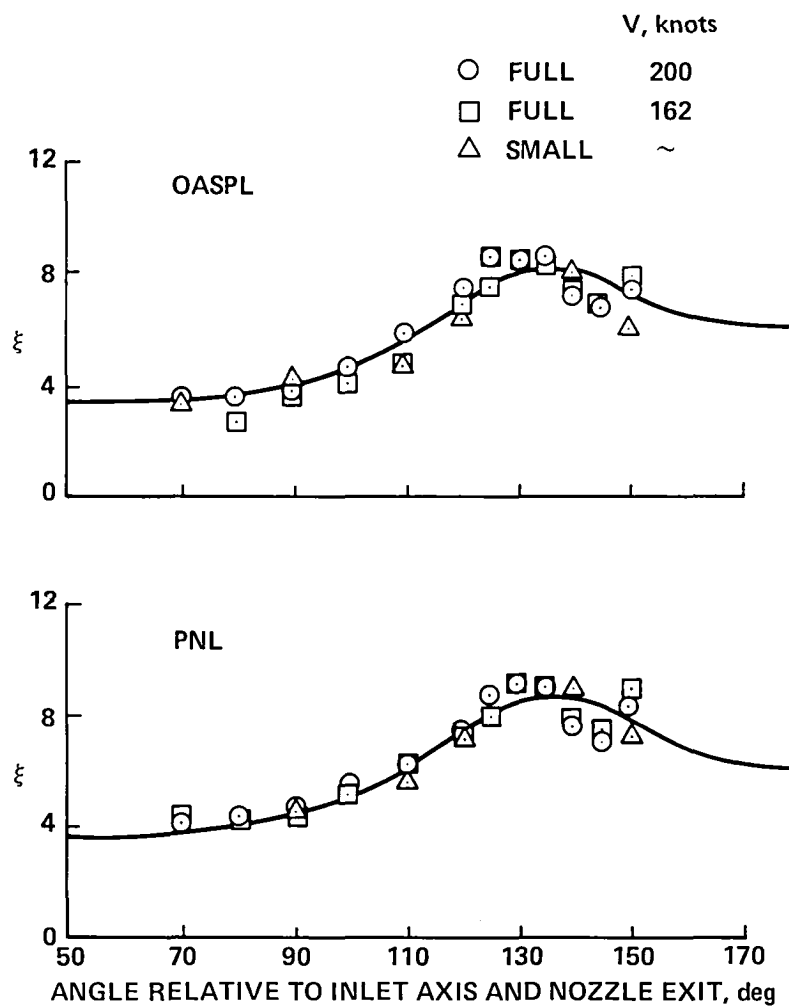 V, knots
○ FULL 200
□ FULL 162
△ SMALL ~
12
OASPL
8
ξ
4
0
12
PNL
8
ξ
4
0
50 70 90 110 130 150 170
ANGLE RELATIVE TO INLET AXIS AND NOZZLE EXIT, deg